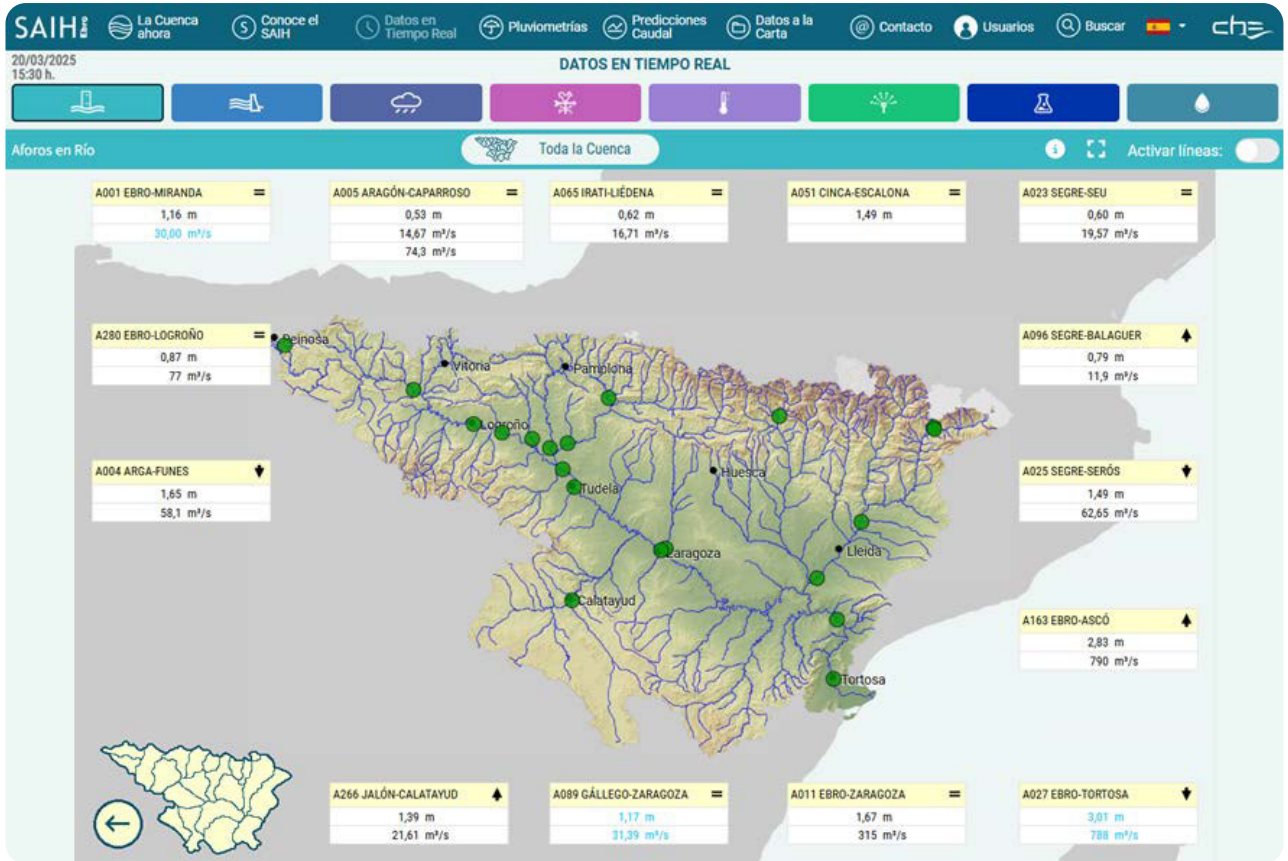 SAIH Ebro
La Cuenca
ahora
Conoce el
SAIH
Datos en
Tiempo Real
Pluviometrías
Predicciones
Caudal
Datos a la
Carta
Contacto
Usuarios
Buscar
che
20/03/2025
15:30 h.
DATOS EN TIEMPO REAL
Aforos en Río
Toda la Cuenca
Activar líneas:
A001 EBRO-MIRANDA =
1,16 m
30,00 m³/s
A005 ARAGÓN-CAPARROSO =
0,53 m
14,67 m³/s
74,3 m³/s
A065 IRATI-LIÉDENA =
0,62 m
16,71 m³/s
A051 CINCA-ESCALONA =
1,49 m
A023 SEGRE-SEU =
0,60 m
19,57 m³/s
A280 EBRO-LOGROÑO =
0,87 m
77 m³/s
Reinosa
Vitoria
Pamplona
A096 SEGRE-BALAGUER
0,79 m
11,9 m³/s
Logroño
A004 ARGA-FUNES
1,65 m
58,1 m³/s
Huesca
Tudela
A025 SEGRE-SERÓS
1,49 m
62,65 m³/s
Zaragoza
Lleida
Calatayud
A163 EBRO-ASCÓ
2,83 m
790 m³/s
Tortosa
A266 JALÓN-CALATAYUD
1,39 m
21,61 m³/s
A089 GÁLLEGO-ZARAGOZA =
1,17 m
31,39 m³/s
A011 EBRO-ZARAGOZA =
1,67 m
315 m³/s
A027 EBRO-TORTOSA
3,01 m
788 m³/s